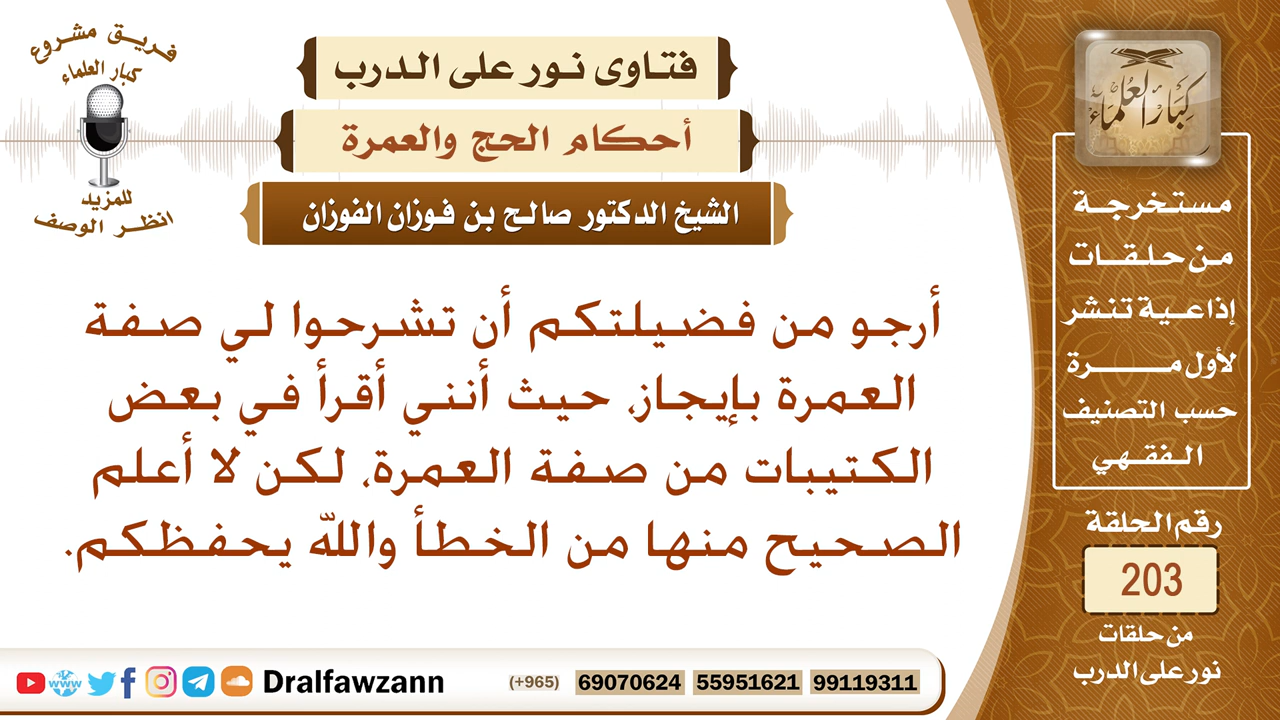 فريق مشروع
كبار العلماء
للمزيد
انظر الوصف
فتاوى نور على الدرب
أحكام الحج والعمرة
الشيخ الدكتور صالح بن فوزان الفوزان
أرجو من فضيلتكم أن تشرحوا لي صفة
العمرة بإيجاز، حيث أنني أقرأ في بعض
الكتيبات من صفة العمرة، لكن لا أعلم
الصحيح منها من الخطأ والله يحفظكم.
كبار العلماء
مستخرجة
من حلقات
إذاعية تنشر
لأول مرة
حسب التصنيف
الفقهي
رقم الحلقة
203
من حلقات
نور على الدرب
www
Dralfawzann (+965) 69070624 55951621 99119311